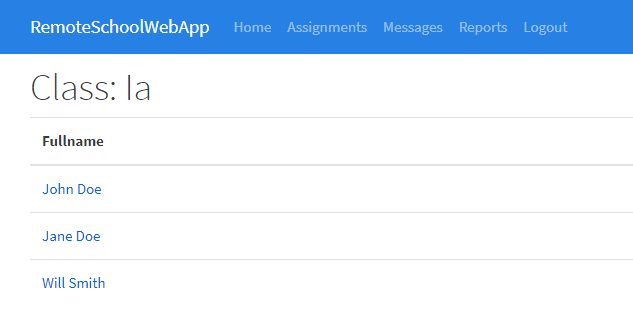 RemoteSchoolWebApp Home Assignments Messages Reports Logout
Class: Ia
Fullname
John Doe
Jane Doe
Will Smith